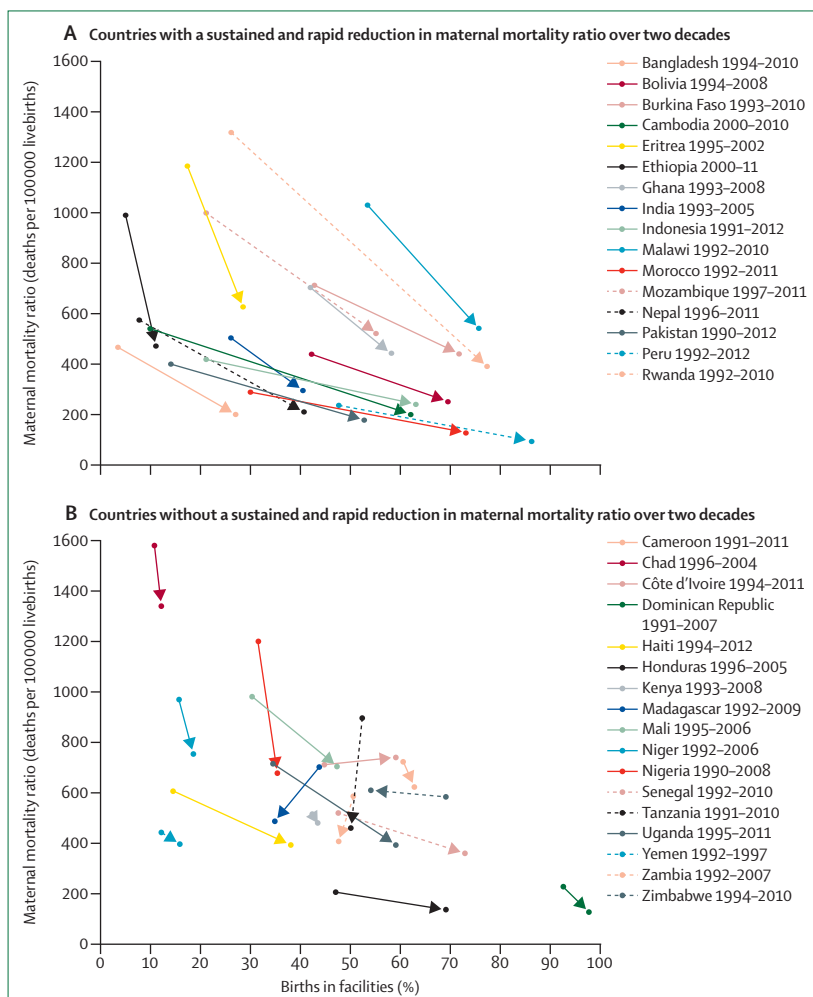 A Countries with a sustained and rapid reduction in maternal mortality ratio over two decades
Maternal mortality ratio (deaths per 100 000 livebirths)
1600
1400
1200
1000
800
600
400
200
0
Bangladesh 1994–2010
Bolivia 1994–2008
Burkina Faso 1993–2010
Cambodia 2000–2010
Eritrea 1995–2002
Ethiopia 2000–11
Ghana 1993–2008
India 1993–2005
Indonesia 1991–2012
Malawi 1992–2010
Morocco 1992–2011
Mozambique 1997–2011
Nepal 1996–2011
Pakistan 1990–2012
Peru 1992–2012
Rwanda 1992–2010
B Countries without a sustained and rapid reduction in maternal mortality ratio over two decades
Maternal mortality ratio (deaths per 100 000 livebirths)
1600
1400
1200
1000
800
600
400
200
0
0 10 20 30 40 50 60 70 80 90 100
Births in facilities (%)
Cameroon 1991–2011
Chad 1996–2004
Côte d'Ivoire 1994–2011
Dominican Republic
1991–2007
Haiti 1994–2012
Honduras 1996–2005
Kenya 1993–2008
Madagascar 1992–2009
Mali 1995–2006
Niger 1992–2006
Nigeria 1990–2008
Senegal 1992–2010
Tanzania 1991–2010
Uganda 1995–2011
Yemen 1992–1997
Zambia 1992–2007
Zimbabwe 1994–2010